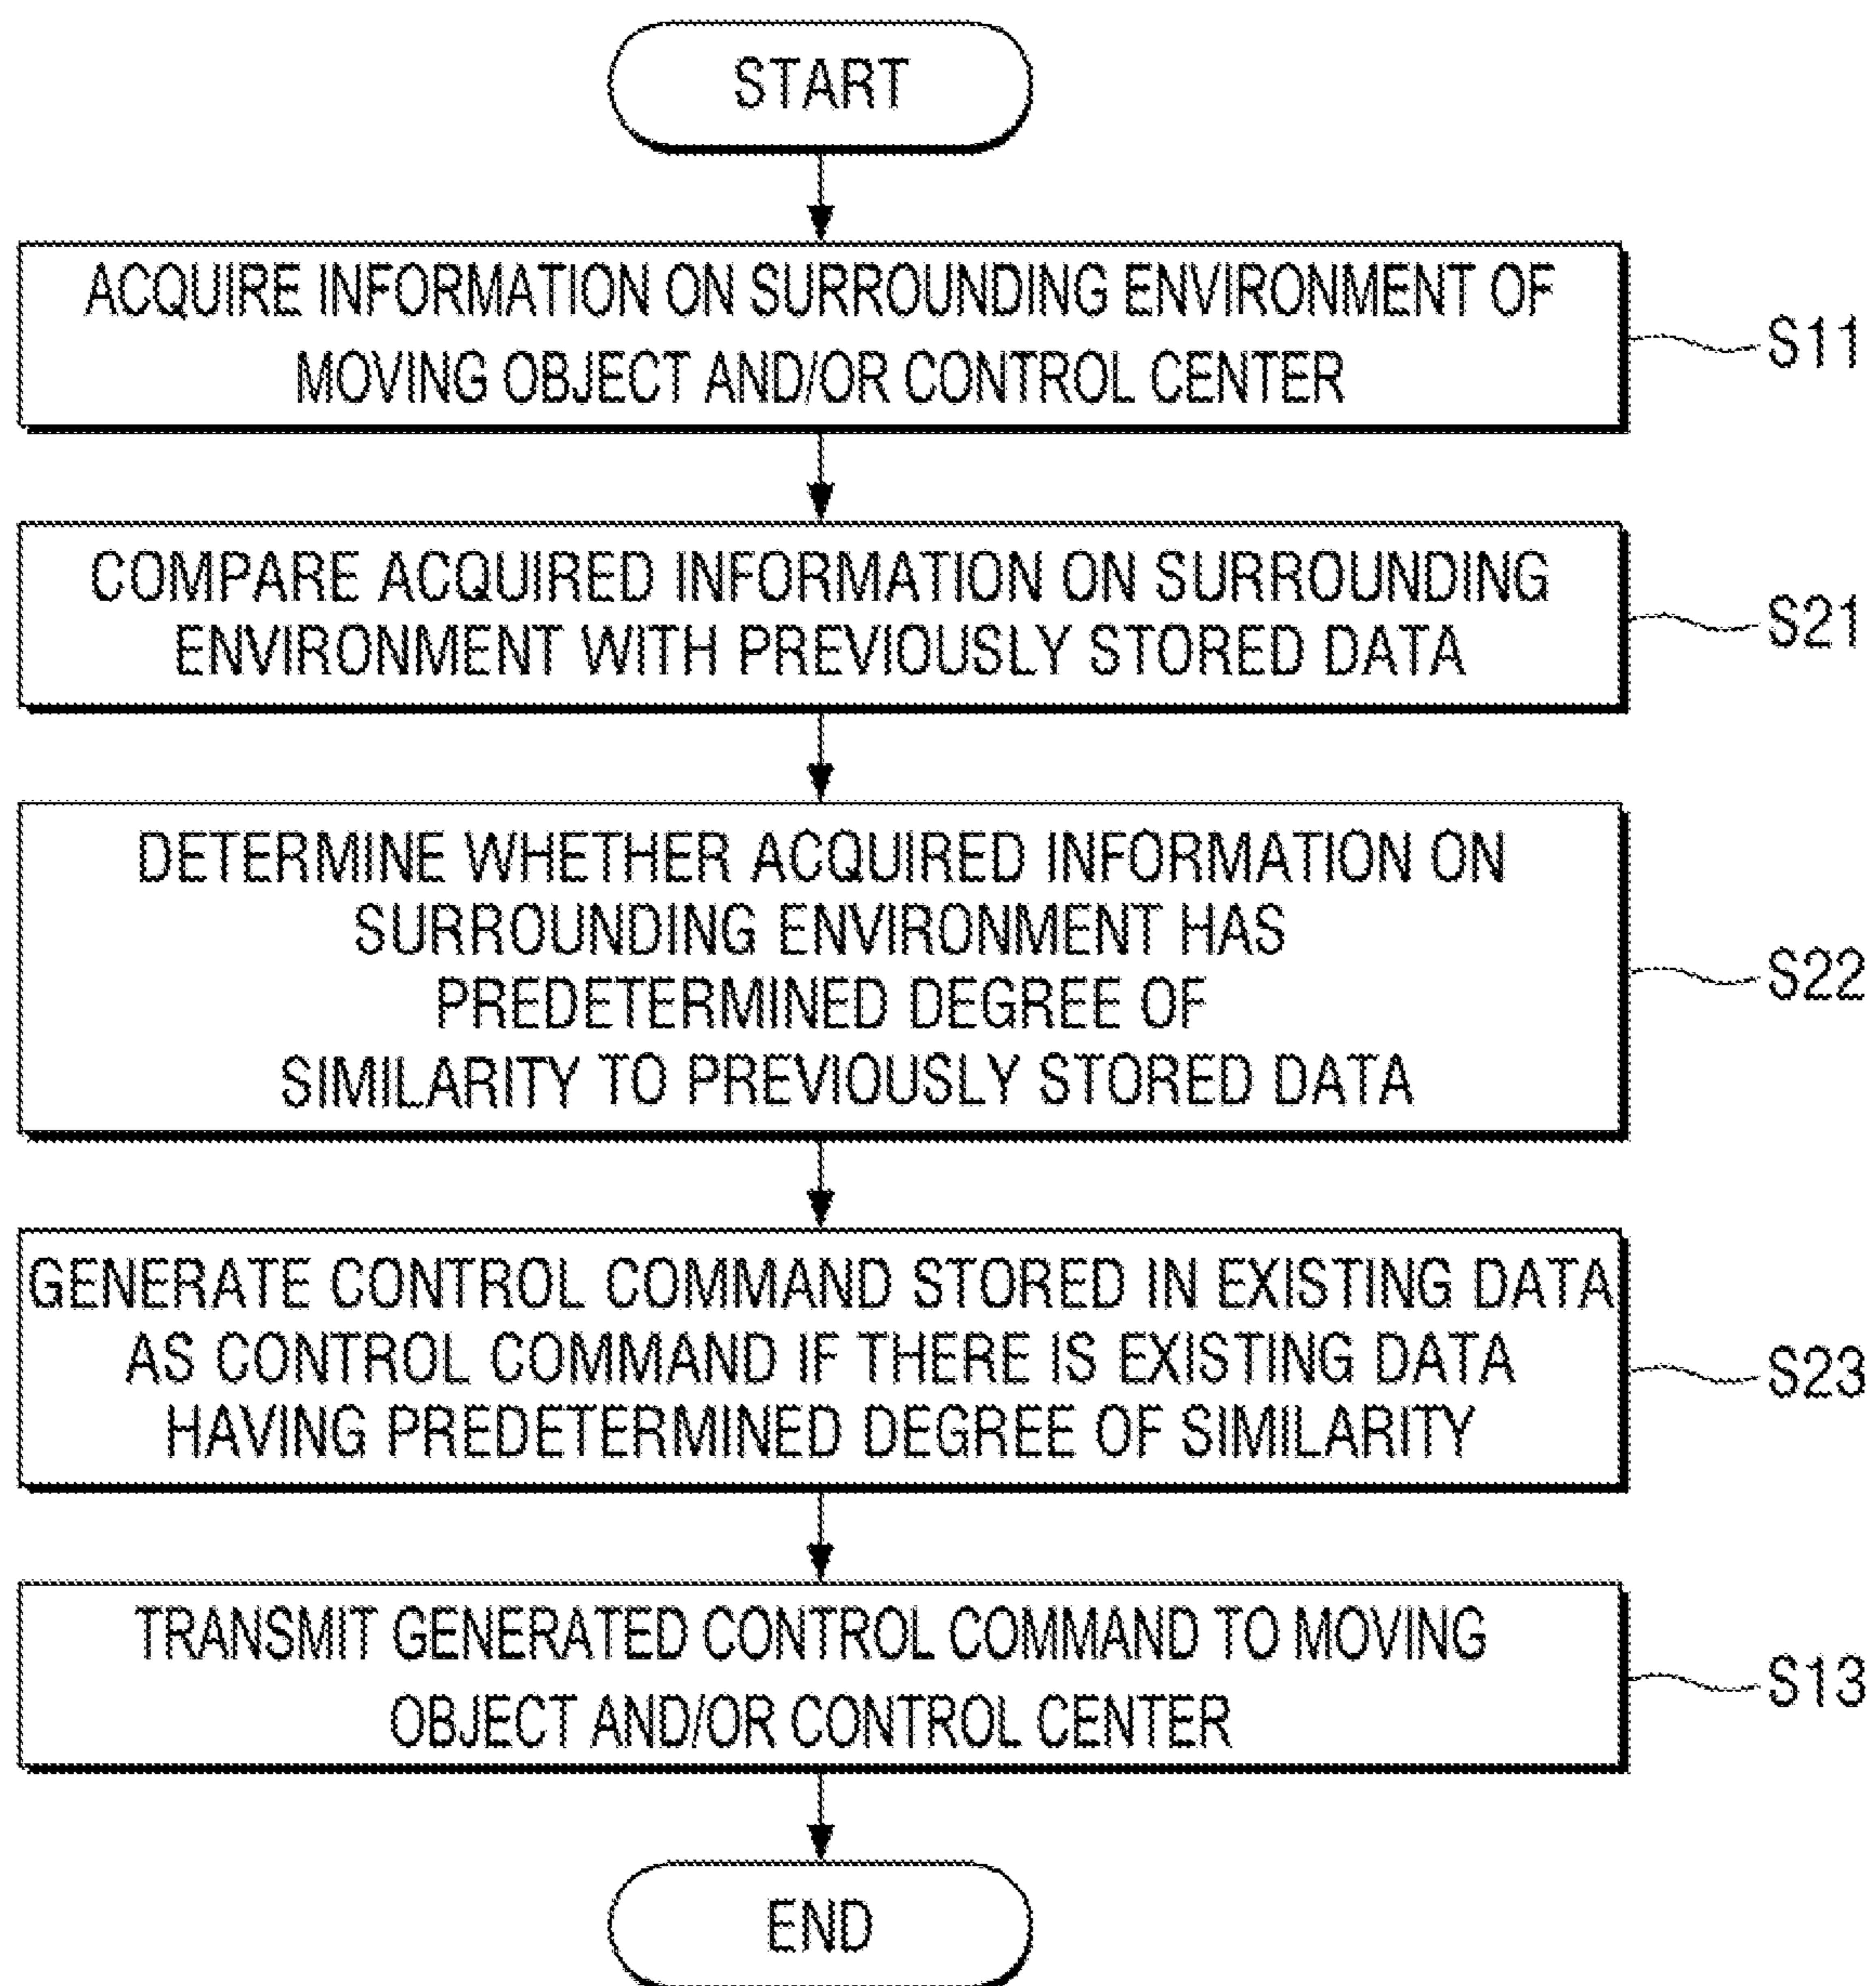 START
ACQUIRE INFORMATION ON SURROUNDING ENVIRONMENT OF
MOVING OBJECT AND/OR CONTROL CENTER
S11
COMPARE ACQUIRED INFORMATION ON SURROUNDING
ENVIRONMENT WITH PREVIOUSLY STORED DATA
S21
DETERMINE WHETHER ACQUIRED INFORMATION ON
SURROUNDING ENVIRONMENT HAS
PREDETERMINED DEGREE OF
SIMILARITY TO PREVIOUSLY STORED DATA
S22
GENERATE CONTROL COMMAND STORED IN EXISTING DATA
AS CONTROL COMMAND IF THERE IS EXISTING DATA
HAVING PREDETERMINED DEGREE OF SIMILARITY
S23
TRANSMIT GENERATED CONTROL COMMAND TO MOVING
OBJECT AND/OR CONTROL CENTER
S13
END